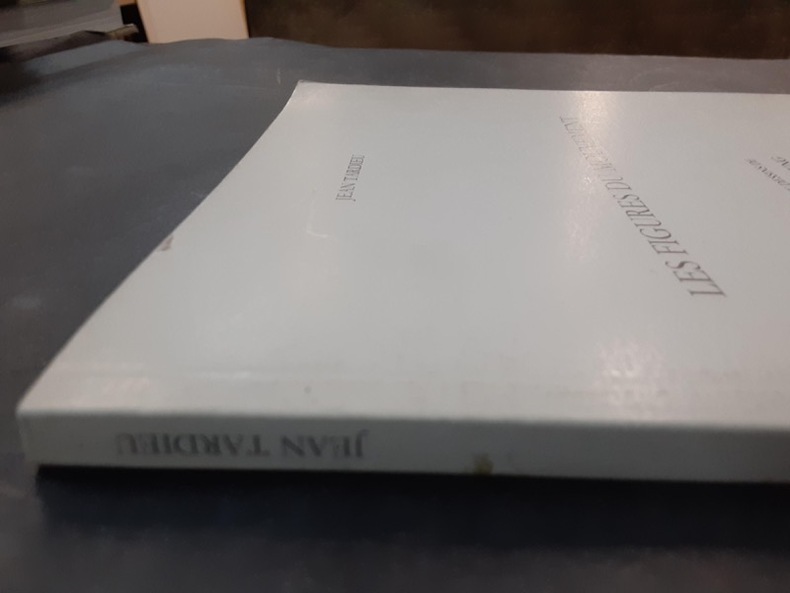 JEAN TARDIEU
LES FIGURES DU MOUVEMENT
JEAN TARDIEU